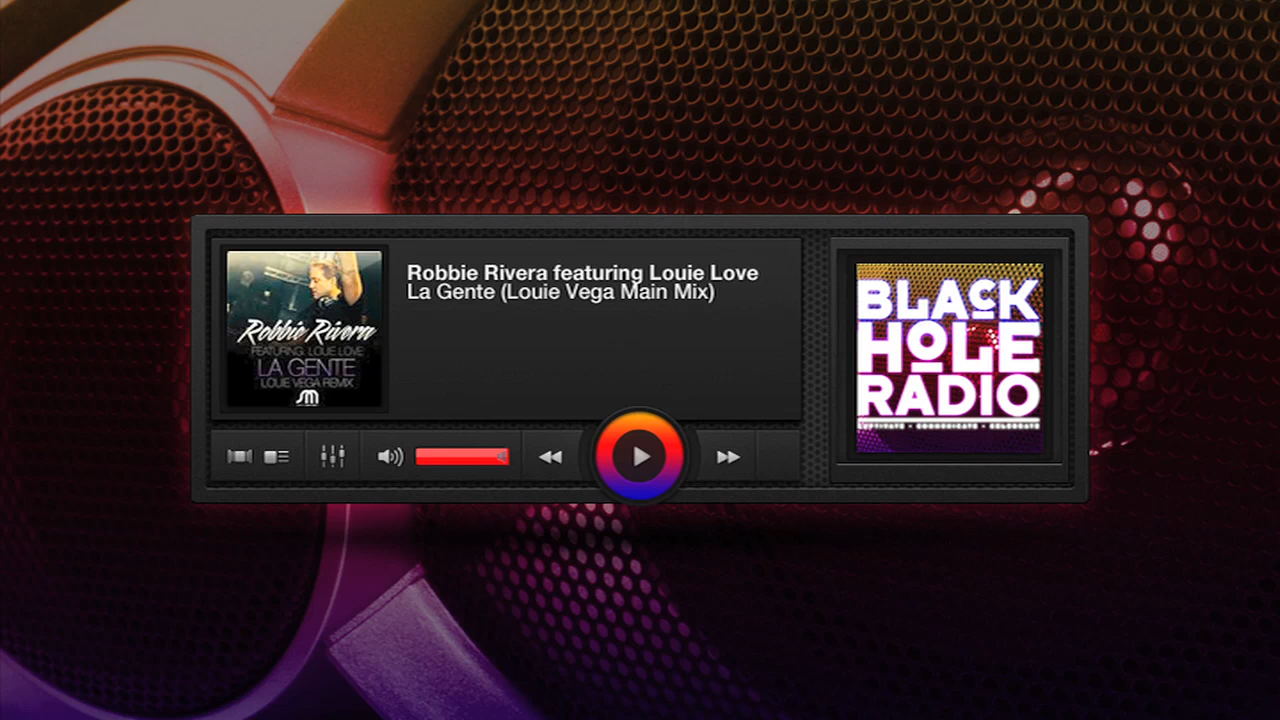 Robbie Rivera featuring Louie Love
La Gente (Louie Vega Main Mix)
Robbie Rivera
FEATURING LOUIE LOVE
LA GENTE
LOUIE VEGA REMIX
SM
BLACK
HOLE
RADIO